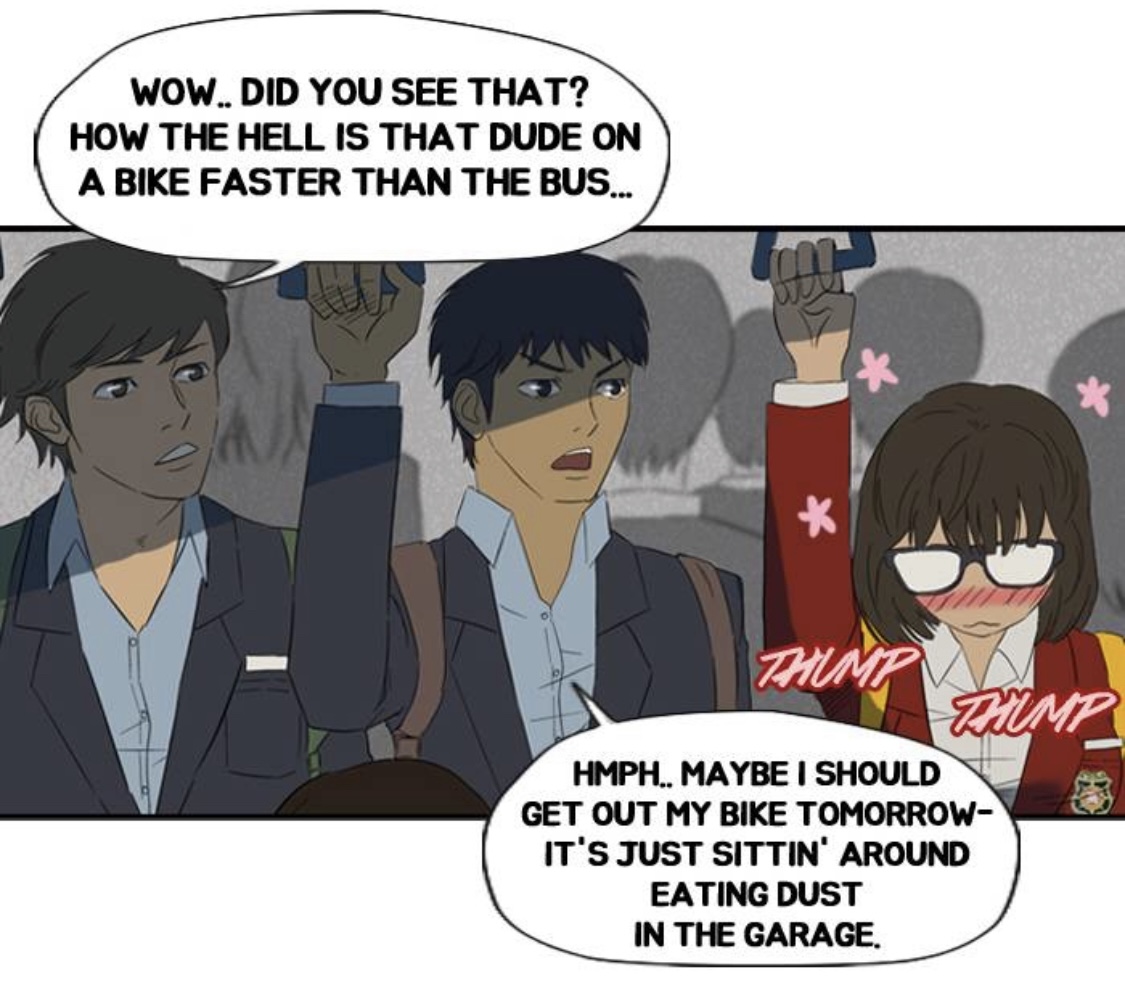 WOW.. DID YOU SEE THAT?
HOW THE HELL IS THAT DUDE ON
A BIKE FASTER THAN THE BUS...
THUMP
THUMP
HMPH.. MAYBE I SHOULD
GET OUT MY BIKE TOMORROW-
IT'S JUST SITTIN' AROUND
EATING DUST
IN THE GARAGE.